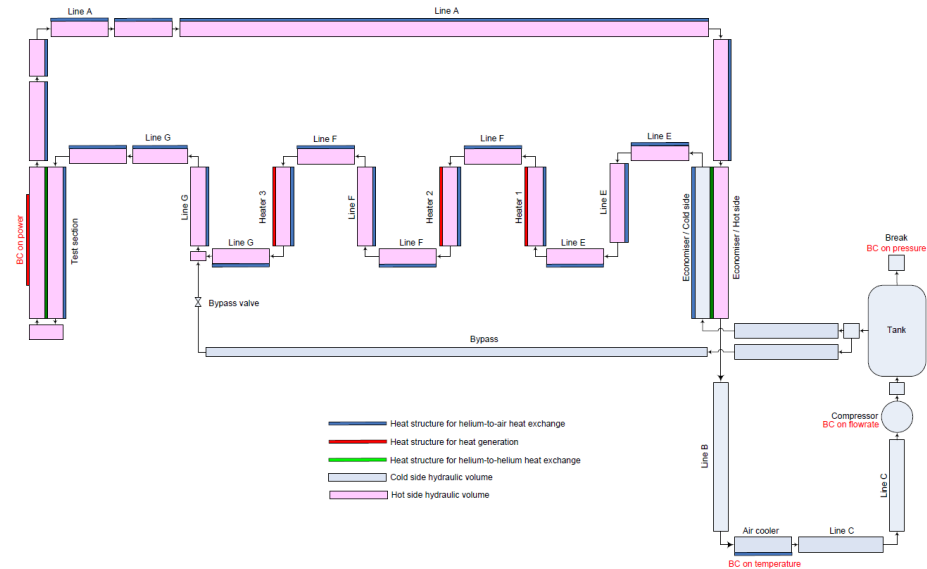 Line A
Line A
Line G
Line F
Line F
Line E
BC on power
Test section
Line G
Heater 3
Line F
Heater 2
Heater 1
Line E
Economiser / Cold side
Economiser / Hot side
Line G
Line F
Line E
Break
BC on pressure
Bypass valve
Tank
Bypass
Compressor
BC on flowrate
Heat structure for helium-to-air heat exchange
Heat structure for heat generation
Heat structure for helium-to-helium heat exchange
Cold side hydraulic volume
Hot side hydraulic volume
Line B
Line C
Air cooler
Line C
BC on temperature